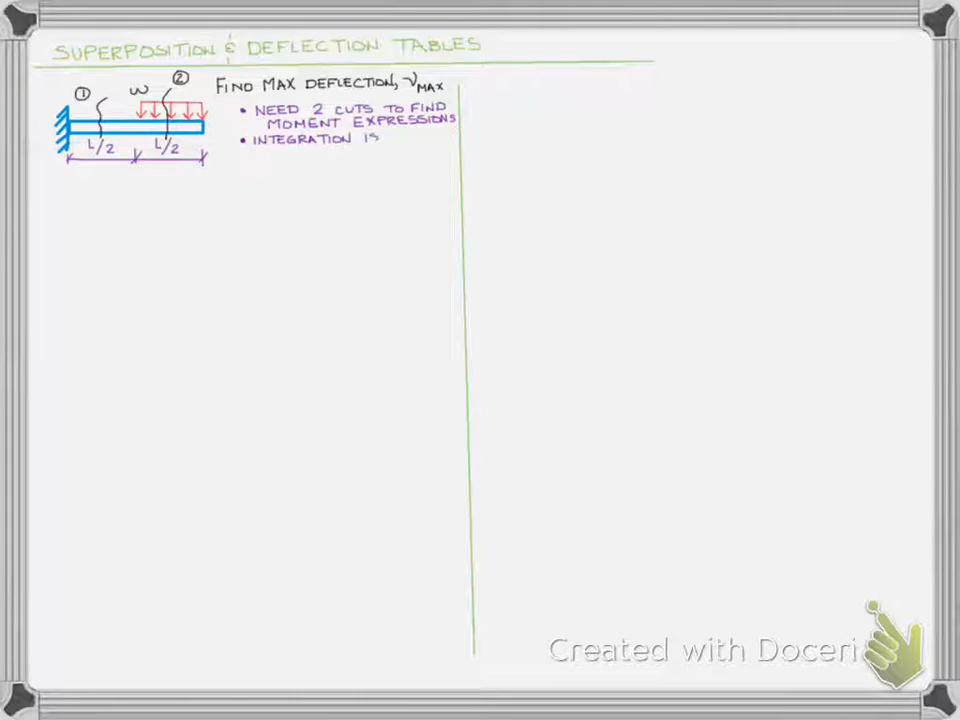 SUPERPOSITION & DEFLECTION TABLES
① w ② FIND MAX DEFLECTION, νMAX
• NEED 2 CUTS TO FIND
MOMENT EXPRESSIONS
• INTEGRATION IS
L/2 L/2
Created with Doceri